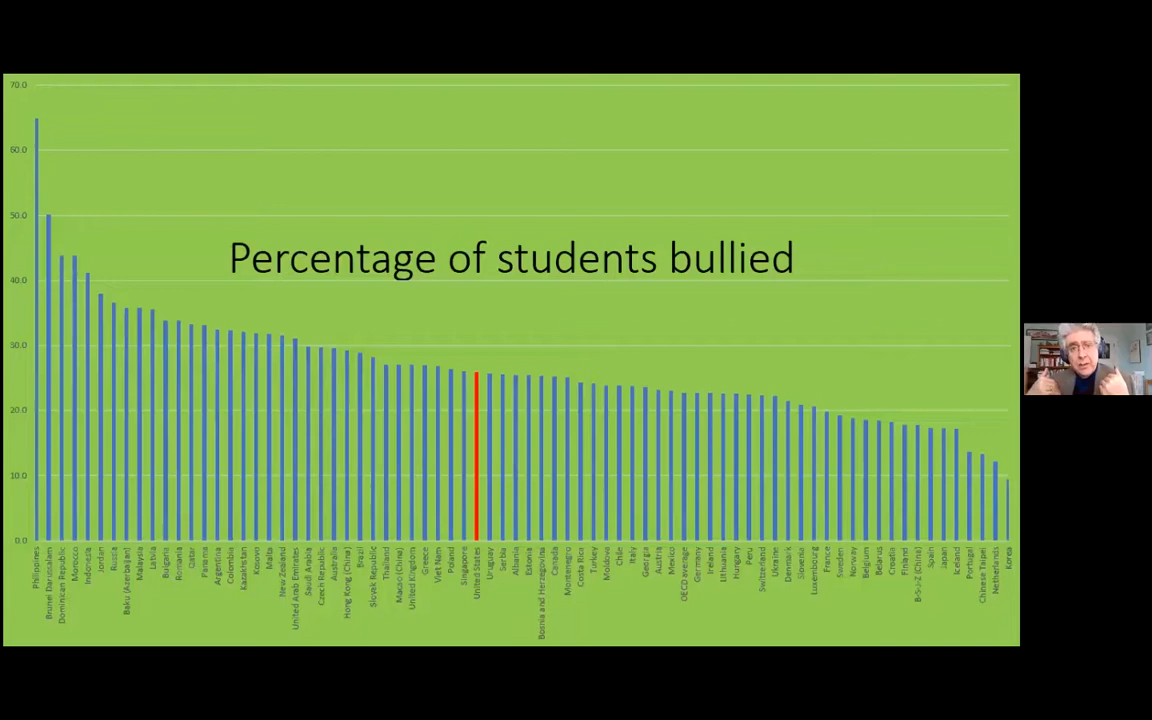 70.0
60.0
50.0
Percentage of students bullied
40.0
30.0
20.0
10.0
0.0
Philippines
Brunei Darussalam
Dominican Republic
Morocco
Indonesia
Jordan
Russia
Baku (Azerbaijan)
Malaysia
Latvia
Bulgaria
Romania
Qatar
Panama
Argentina
Colombia
Kazakhstan
Kosovo
Malta
New Zealand
United Arab Emirates
Saudi Arabia
Czech Republic
Australia
Hong Kong (China)
Brazil
Slovak Republic
Thailand
Macao (China)
United Kingdom
Greece
Viet Nam
Poland
Singapore
United States
Uruguay
Serbia
Albania
Estonia
Bosnia and Herzegovina
Canada
Montenegro
Costa Rica
Turkey
Moldova
Chile
Italy
Georgia
Austria
Mexico
OECD average
Germany
Ireland
Lithuania
Hungary
Peru
Switzerland
Ukraine
Denmark
Slovenia
Luxembourg
France
Sweden
Norway
Belgium
Belarus
Croatia
Finland
B-S-J-Z (China)
Spain
Japan
Iceland
Portugal
Chinese Taipei
Netherlands
Korea